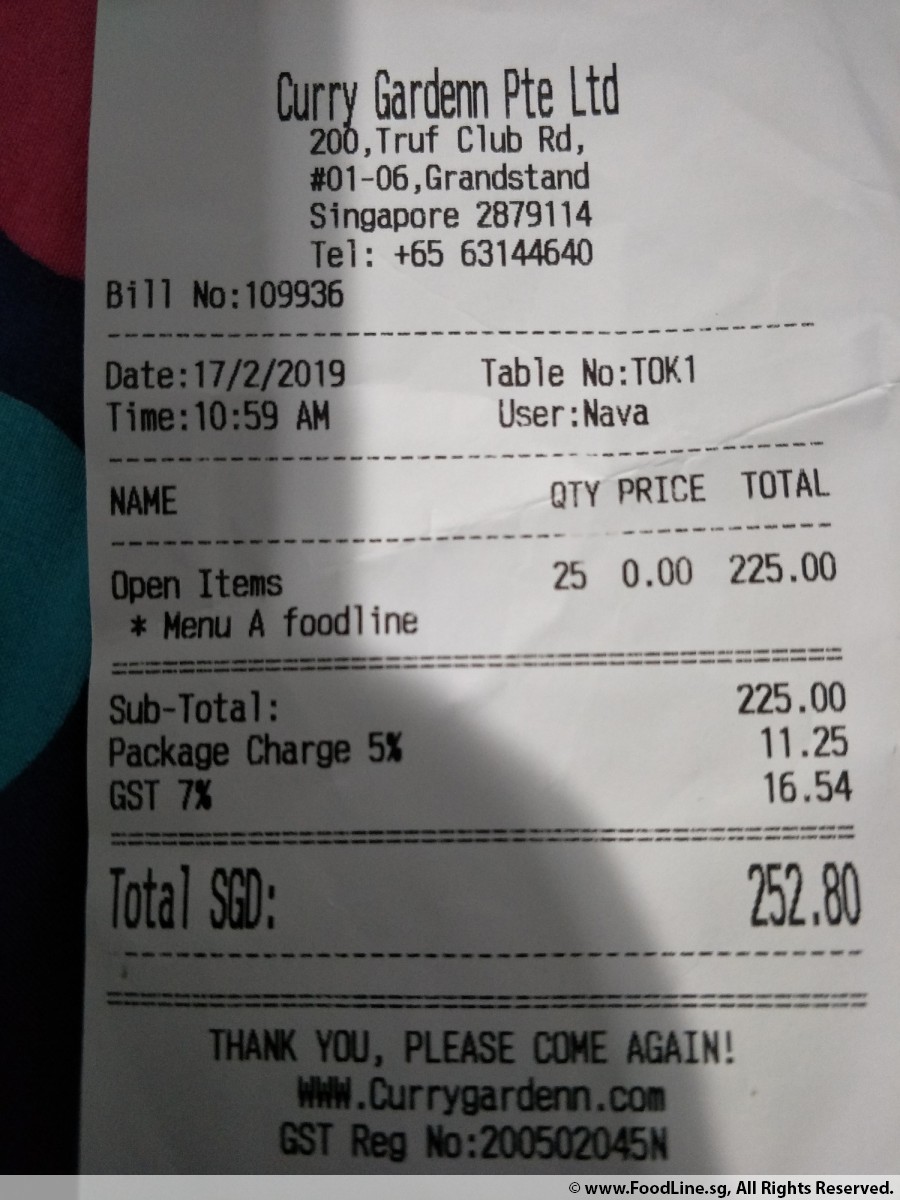 Curry Gardenn Pte Ltd
200,Truf Club Rd,
#01-06,Grandstand
Singapore 2879114
Tel: +65 63144640
Bill No:109936
Date:17/2/2019 Table No:TOK1
Time:10:59 AM User:Nava
NAME QTY PRICE TOTAL
Open Items 25 0.00 225.00
* Menu A foodline
Sub-Total: 225.00
Package Charge 5% 11.25
GST 7% 16.54
Total SGD: 252.80
THANK YOU, PLEASE COME AGAIN!
WWW.Currygardenn.com
GST Reg No:200502045N
© www.FoodLine.sg, All Rights Reserved.